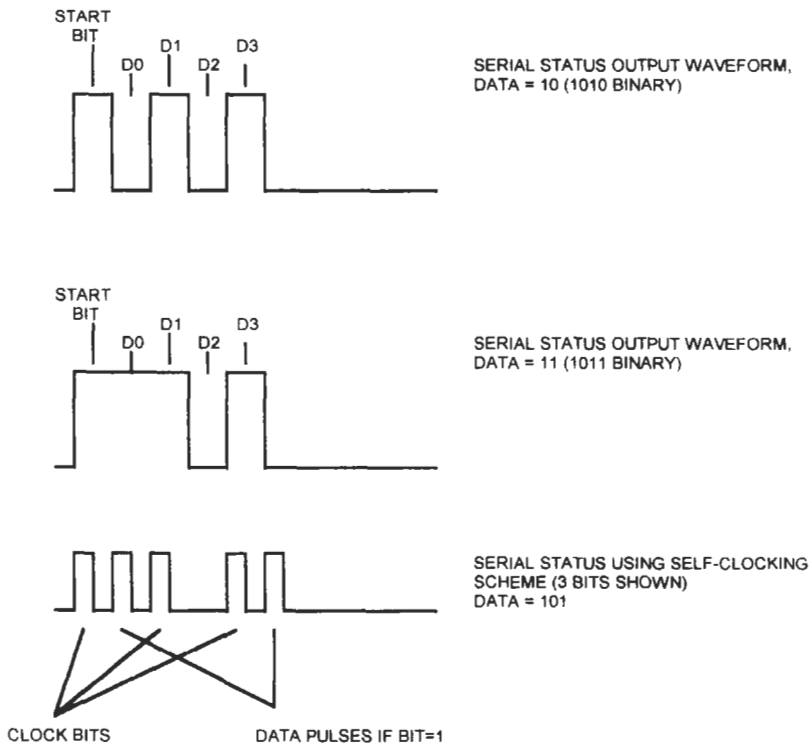 START
BIT
D0
D1
D2
D3
SERIAL STATUS OUTPUT WAVEFORM,
DATA = 10 (1010 BINARY)
START
BIT
D0
D1
D2
D3
SERIAL STATUS OUTPUT WAVEFORM,
DATA = 11 (1011 BINARY)
SERIAL STATUS USING SELF-CLOCKING
SCHEME (3 BITS SHOWN)
DATA = 101
CLOCK BITS
DATA PULSES IF BIT=1